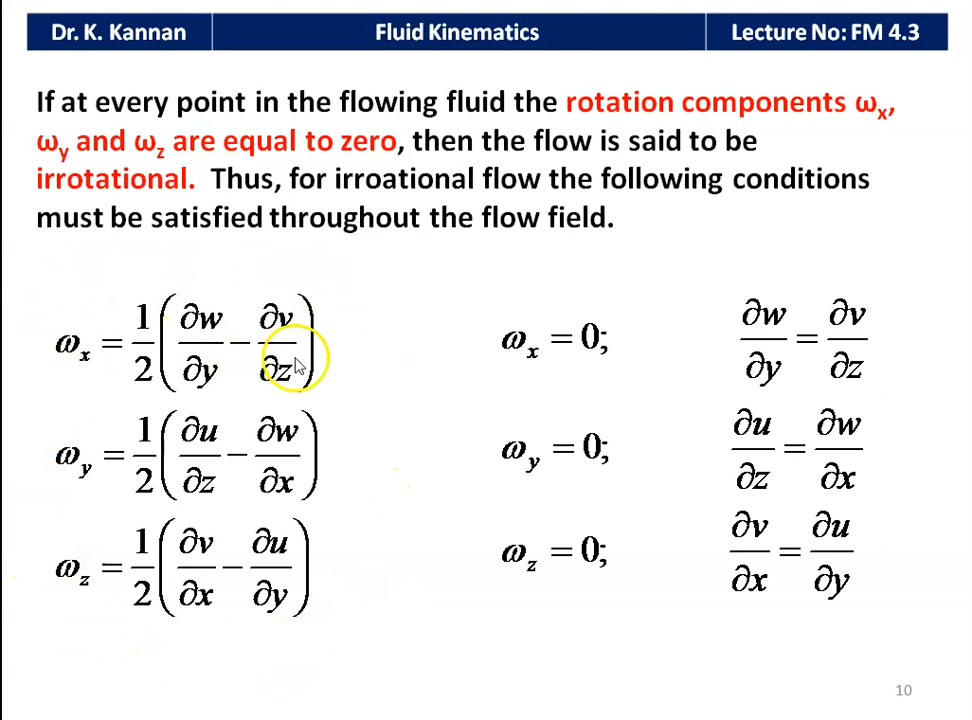 Dr. K. Kannan Fluid Kinematics Lecture No: FM 4.3
If at every point in the flowing fluid the rotation components ωx,
ωy and ωz are equal to zero, then the flow is said to be
irrotational. Thus, for irroational flow the following conditions
must be satisfied throughout the flow field.
ωx = 1/2 (∂w/∂y − ∂v/∂z) ωx = 0; ∂w/∂y = ∂v/∂z
ωy = 1/2 (∂u/∂z − ∂w/∂x) ωy = 0; ∂u/∂z = ∂w/∂x
ωz = 1/2 (∂v/∂x − ∂u/∂y) ωz = 0; ∂v/∂x = ∂u/∂y
10